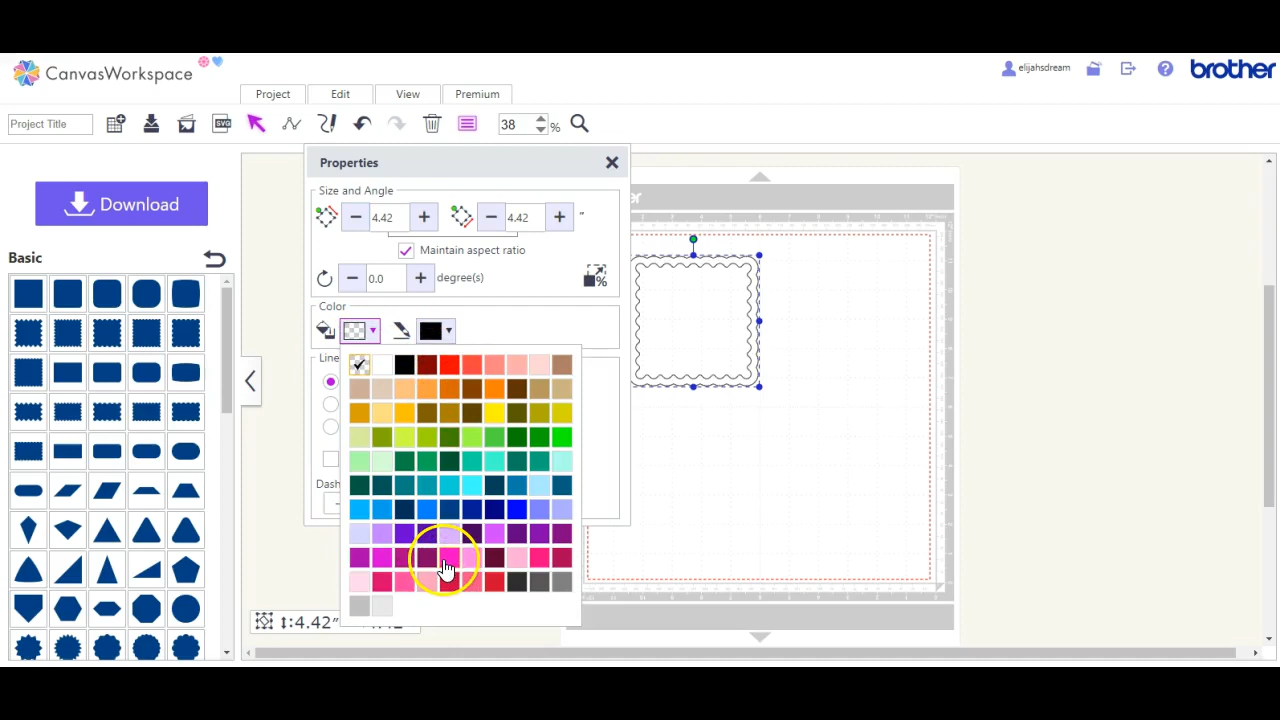 CanvasWorkspace
elijahsdream
brother
Project
Edit
View
Premium
Project Title
SVG
38
%
Properties
Download
Size and Angle
4.42
4.42
"
Maintain aspect ratio
Basic
0.0
degree(s)
%
Color
Line
Dash
↕:4.42"